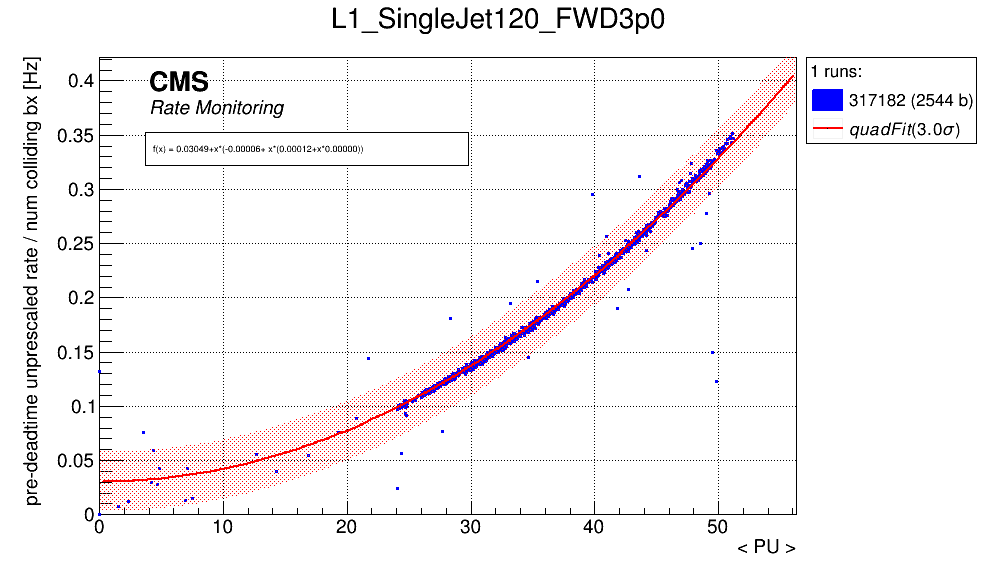 L1_SingleJet120_FWD3p0
pre-deadtime unprescaled rate / num colliding bx [Hz]
0.4
0.35
0.3
0.25
0.2
0.15
0.1
0.05
0
CMS
Rate Monitoring
f(x) = 0.03049+x*(-0.00006+ x*(0.00012+x*0.00000))
0 10 20 30 40 50
< PU >
1 runs:
317182 (2544 b)
quadFit(3.0σ)